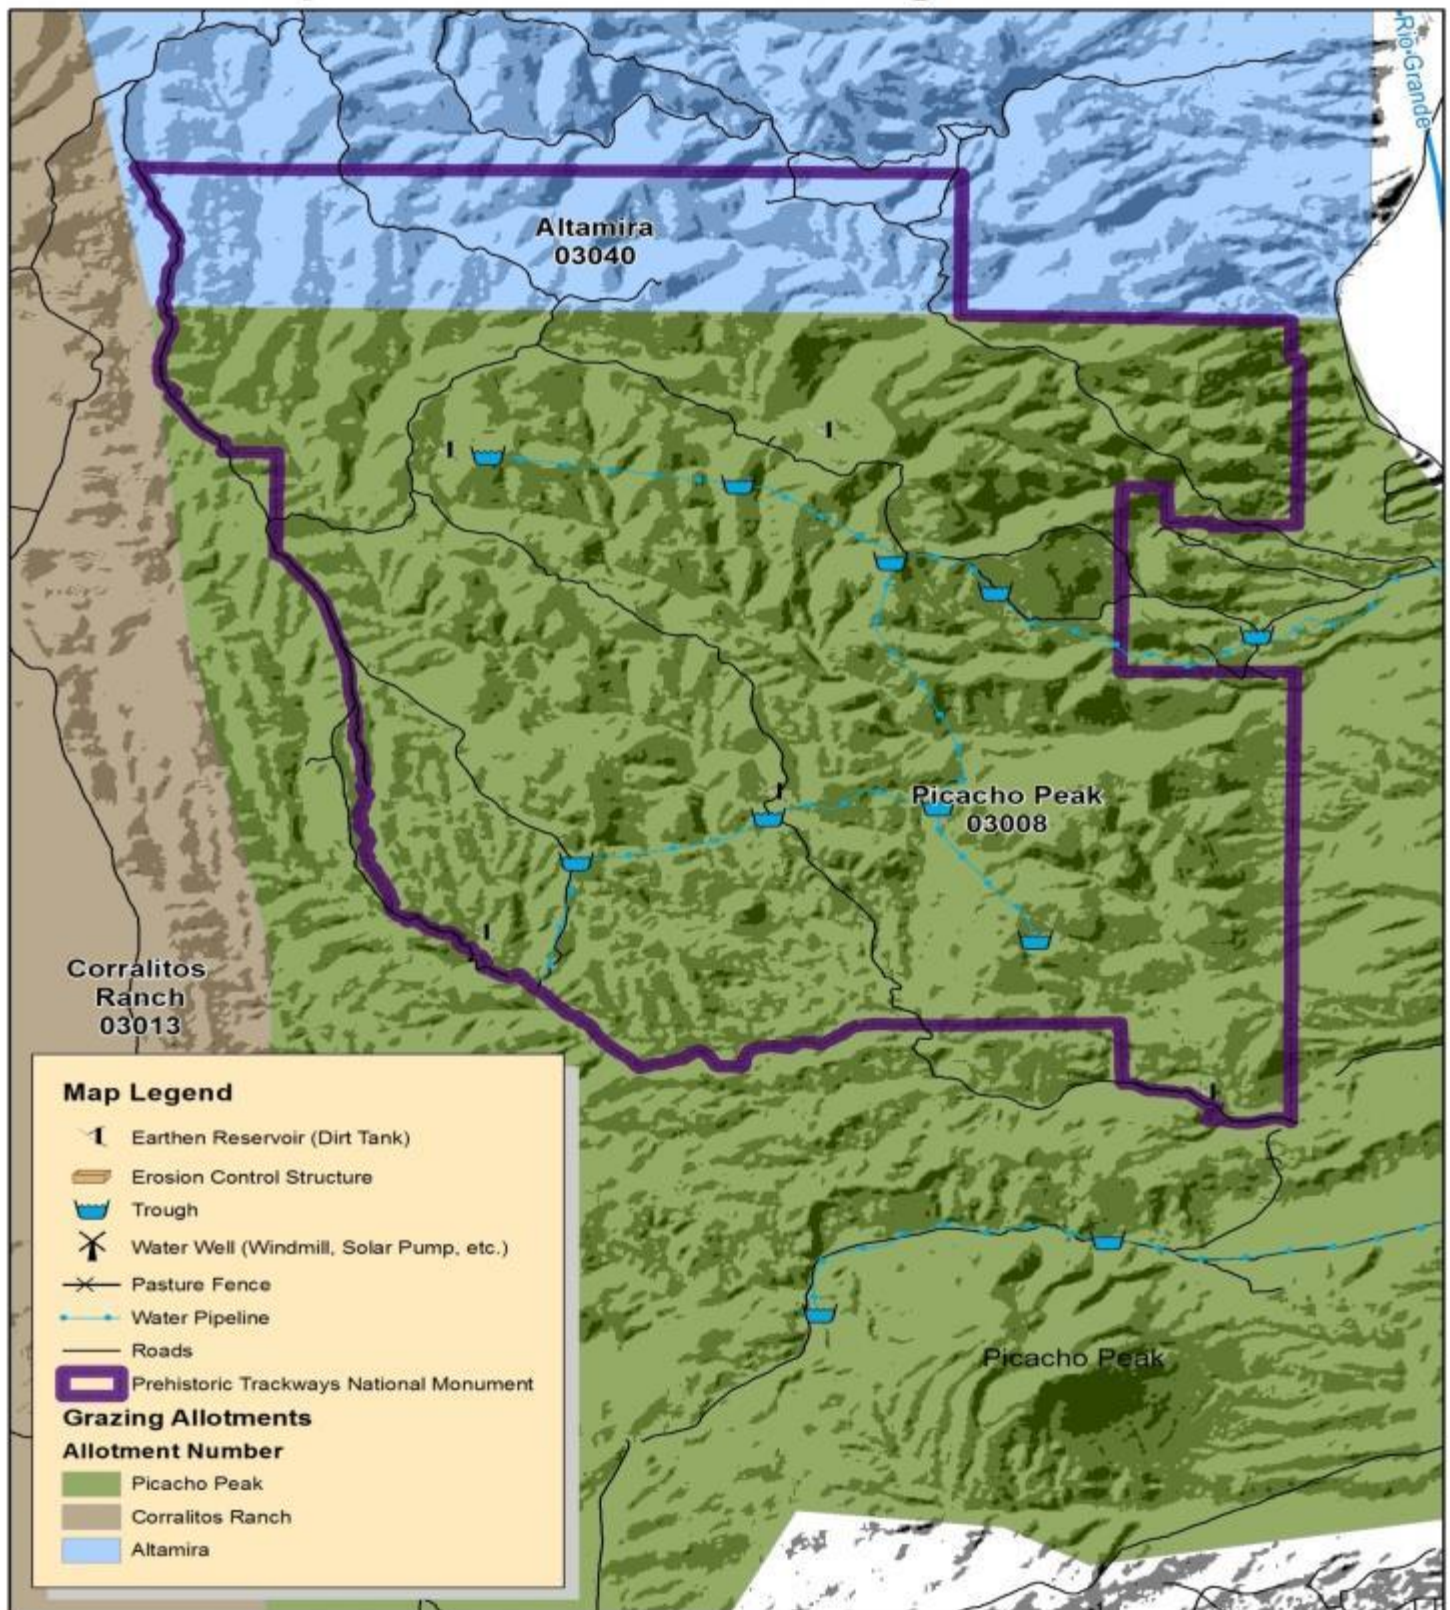 Rio Grande
Altamira
03040
Picacho Peak
03008
Corralitos
Ranch
03013
Map Legend
Earthen Reservoir (Dirt Tank)
Erosion Control Structure
Trough
Water Well (Windmill, Solar Pump, etc.)
Pasture Fence
Water Pipeline
Roads
Prehistoric Trackways National Monument
Grazing Allotments
Allotment Number
Picacho Peak
Corralitos Ranch
Altamira
Picacho Peak